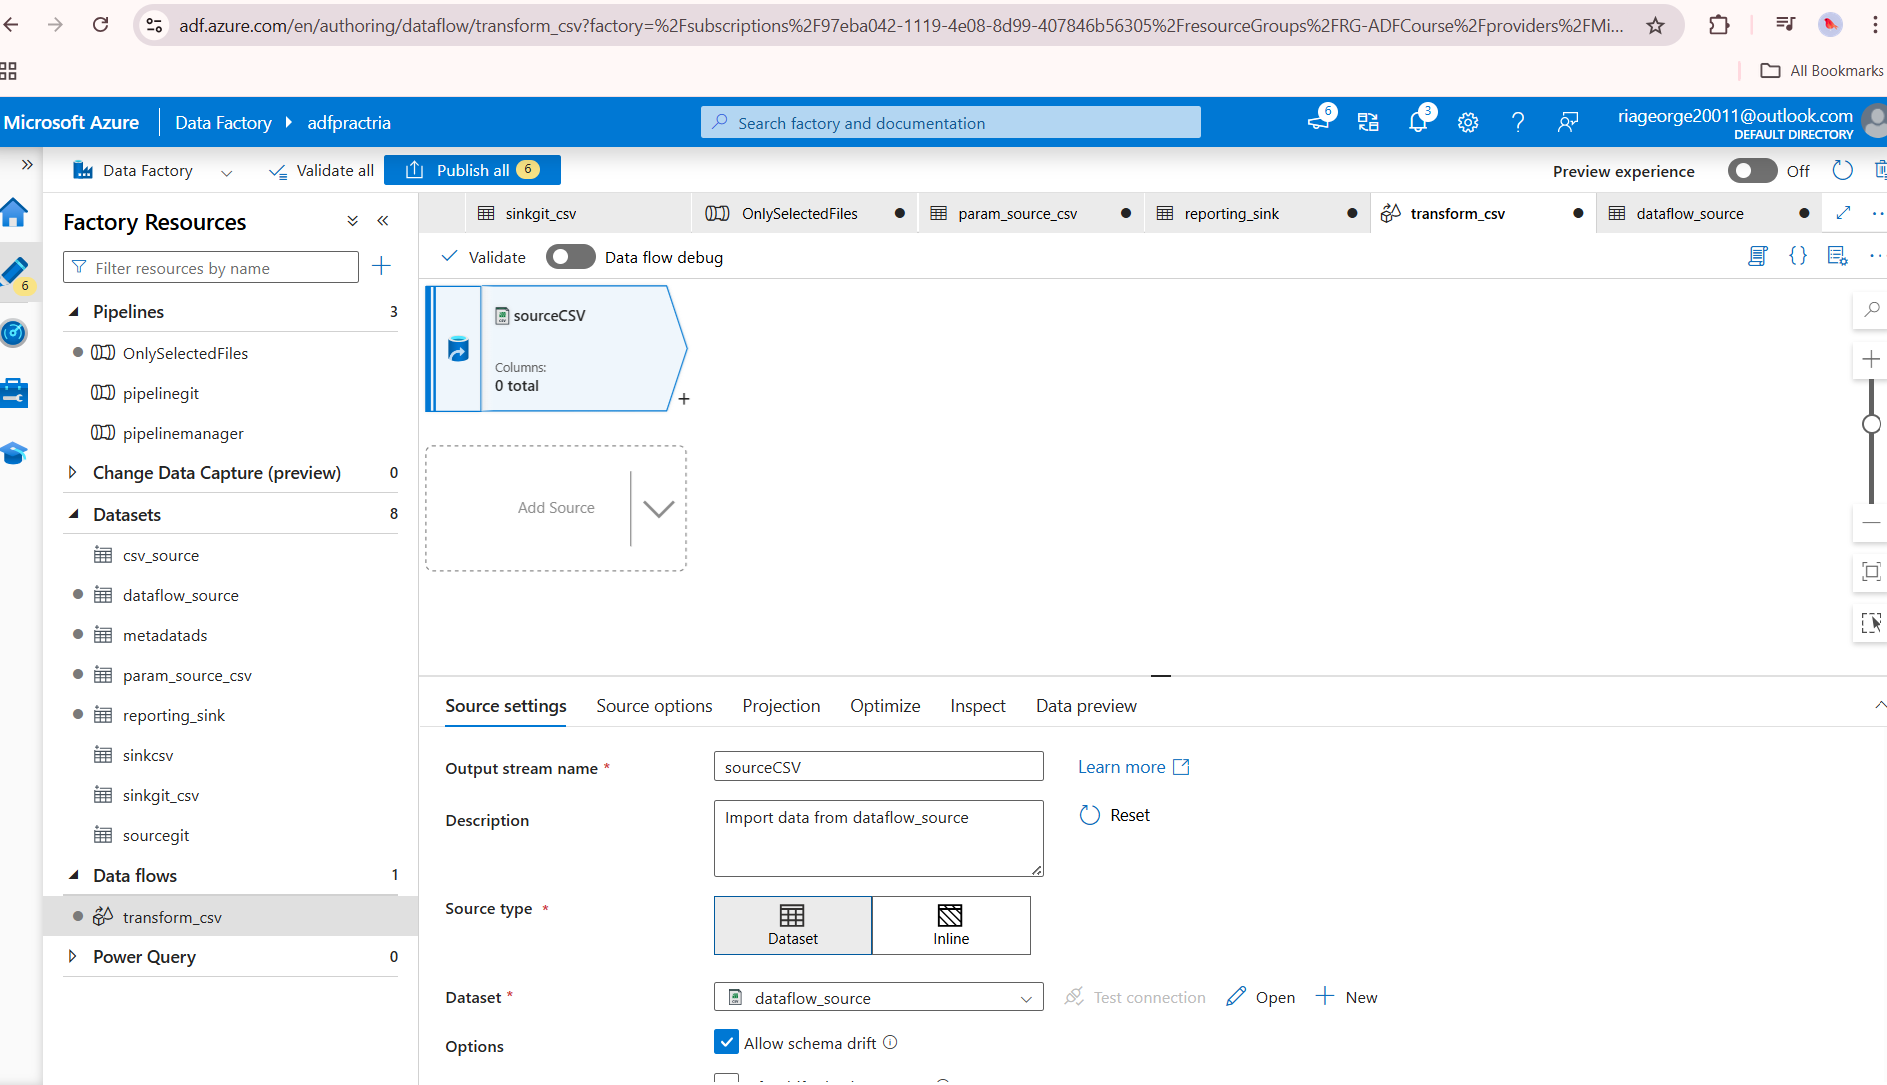 adf.azure.com/en/authoring/dataflow/transform_csv?factory=%2Fsubscriptions%2F97eba042-1119-4e08-8d99-407846b56305%2FresourceGroups%2FRG-ADFCourse%2Fproviders%2FMi...
All Bookmarks
Microsoft Azure
Data Factory
adfpractria
Search factory and documentation
6
3
riageorge20011@outlook.com
DEFAULT DIRECTORY
Data Factory
Validate all
Publish all 6
Preview experience
Off
Factory Resources
sinkgit_csv
OnlySelectedFiles
param_source_csv
reporting_sink
transform_csv
dataflow_source
Filter resources by name
Validate
Data flow debug
6
Pipelines 3
OnlySelectedFiles
pipelinegit
pipelinemanager
Change Data Capture (preview) 0
Datasets 8
csv_source
dataflow_source
metadatads
param_source_csv
reporting_sink
sinkcsv
sinkgit_csv
sourcegit
Data flows 1
transform_csv
Power Query 0
sourceCSV
Columns:
0 total
Add Source
Source settings
Source options
Projection
Optimize
Inspect
Data preview
Output stream name *
sourceCSV
Learn more
Description
Import data from dataflow_source
Reset
Source type *
Dataset
Inline
Dataset *
dataflow_source
Test connection
Open
New
Options
Allow schema drift